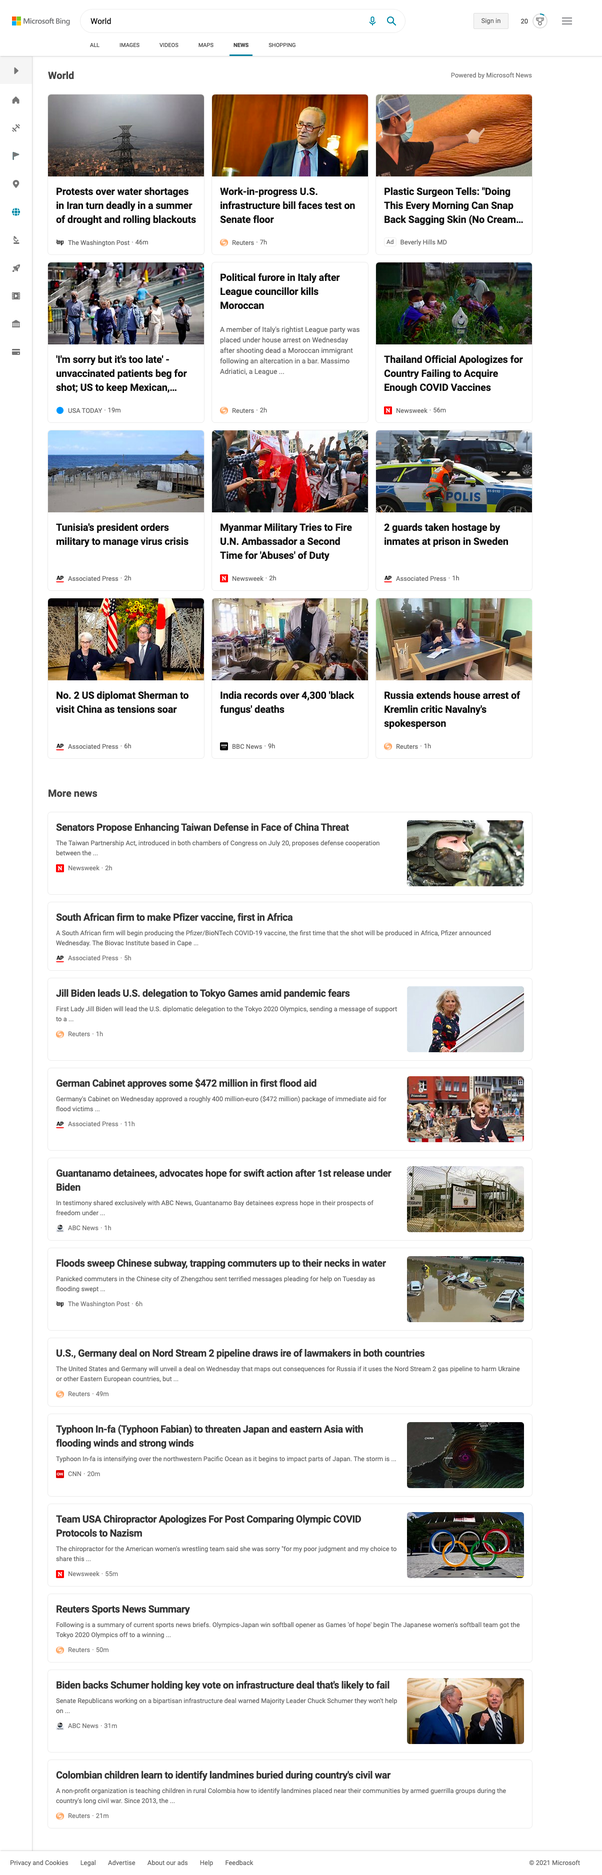 Microsoft Bing
World
Sign in
20
ALL
IMAGES
VIDEOS
MAPS
NEWS
SHOPPING
World
Powered by Microsoft News
Protests over water shortages
in Iran turn deadly in a summer
of drought and rolling blackouts
The Washington Post · 46m
Work-in-progress U.S.
infrastructure bill faces test on
Senate floor
Reuters · 7h
Plastic Surgeon Tells: "Doing
This Every Morning Can Snap
Back Sagging Skin (No Cream...
Ad Beverly Hills MD
'I'm sorry but it's too late' -
unvaccinated patients beg for
shot; US to keep Mexican,...
USA TODAY · 19m
Political furore in Italy after
League councillor kills
Moroccan
A member of Italy's rightist League party was
placed under house arrest on Wednesday
after shooting dead a Moroccan immigrant
following an altercation in a bar. Massimo
Adriatici, a League ...
Reuters · 2h
Thailand Official Apologizes for
Country Failing to Acquire
Enough COVID Vaccines
Newsweek · 56m
POLIS
Tunisia's president orders
military to manage virus crisis
AP Associated Press · 2h
Myanmar Military Tries to Fire
U.N. Ambassador a Second
Time for 'Abuses' of Duty
N Newsweek · 2h
2 guards taken hostage by
inmates at prison in Sweden
AP Associated Press · 1h
No. 2 US diplomat Sherman to
visit China as tensions soar
AP Associated Press · 6h
India records over 4,300 'black
fungus' deaths
BBC News · 9h
Russia extends house arrest of
Kremlin critic Navalny's
spokesperson
Reuters · 1h
More news
Senators Propose Enhancing Taiwan Defense in Face of China Threat
The Taiwan Partnership Act, introduced in both chambers of Congress on July 20, proposes defense cooperation
between the ...
N Newsweek · 2h
South African firm to make Pfizer vaccine, first in Africa
A South African firm will begin producing the Pfizer/BioNTech COVID-19 vaccine, the first time that the shot will be produced in Africa, Pfizer announced
Wednesday. The Biovac Institute based in Cape ...
AP Associated Press · 5h
Jill Biden leads U.S. delegation to Tokyo Games amid pandemic fears
First Lady Jill Biden will lead the U.S. diplomatic delegation to the Tokyo 2020 Olympics, sending a message of support
to a ...
Reuters · 1h
German Cabinet approves some $472 million in first flood aid
Germany's Cabinet on Wednesday approved a roughly 400 million-euro ($472 million) package of immediate aid for
flood victims ...
AP Associated Press · 11h
Guantanamo detainees, advocates hope for swift action after 1st release under
Biden
In testimony shared exclusively with ABC News, Guantanamo Bay detainees express hope in their prospects of
freedom under ...
ABC News · 1h
Floods sweep Chinese subway, trapping commuters up to their necks in water
Panicked commuters in the Chinese city of Zhengzhou sent terrified messages pleading for help on Tuesday as
flooding swept ...
The Washington Post · 6h
U.S., Germany deal on Nord Stream 2 pipeline draws ire of lawmakers in both countries
The United States and Germany will unveil a deal on Wednesday that maps out consequences for Russia if it uses the Nord Stream 2 gas pipeline to harm Ukraine
or other Eastern European countries, but ...
Reuters · 49m
Typhoon In-fa (Typhoon Fabian) to threaten Japan and eastern Asia with
flooding winds and strong winds
Typhoon In-fa is intensifying over the northwestern Pacific Ocean as it begins to impact parts of Japan. The storm is ...
CNN · 20m
Team USA Chiropractor Apologizes For Post Comparing Olympic COVID
Protocols to Nazism
The chiropractor for the American women's wrestling team said she was sorry "for my poor judgment and my choice to
share this ...
N Newsweek · 55m
Reuters Sports News Summary
Following is a summary of current sports news briefs. Olympics-Japan win softball opener as Games 'of hope' begin The Japanese women's softball team got the
Tokyo 2020 Olympics off to a winning ...
Reuters · 50m
Biden backs Schumer holding key vote on infrastructure deal that's likely to fail
Senate Republicans working on a bipartisan infrastructure deal warned Majority Leader Chuck Schumer they won't help
on ...
ABC News · 31m
Colombian children learn to identify landmines buried during country's civil war
A non-profit organization is teaching children in rural Colombia how to identify landmines placed near their communities by armed guerrilla groups during the
country's long civil war. Since 2013, the ...
Reuters · 21m
Privacy and Cookies
Legal
Advertise
About our ads
Help
Feedback
© 2021 Microsoft